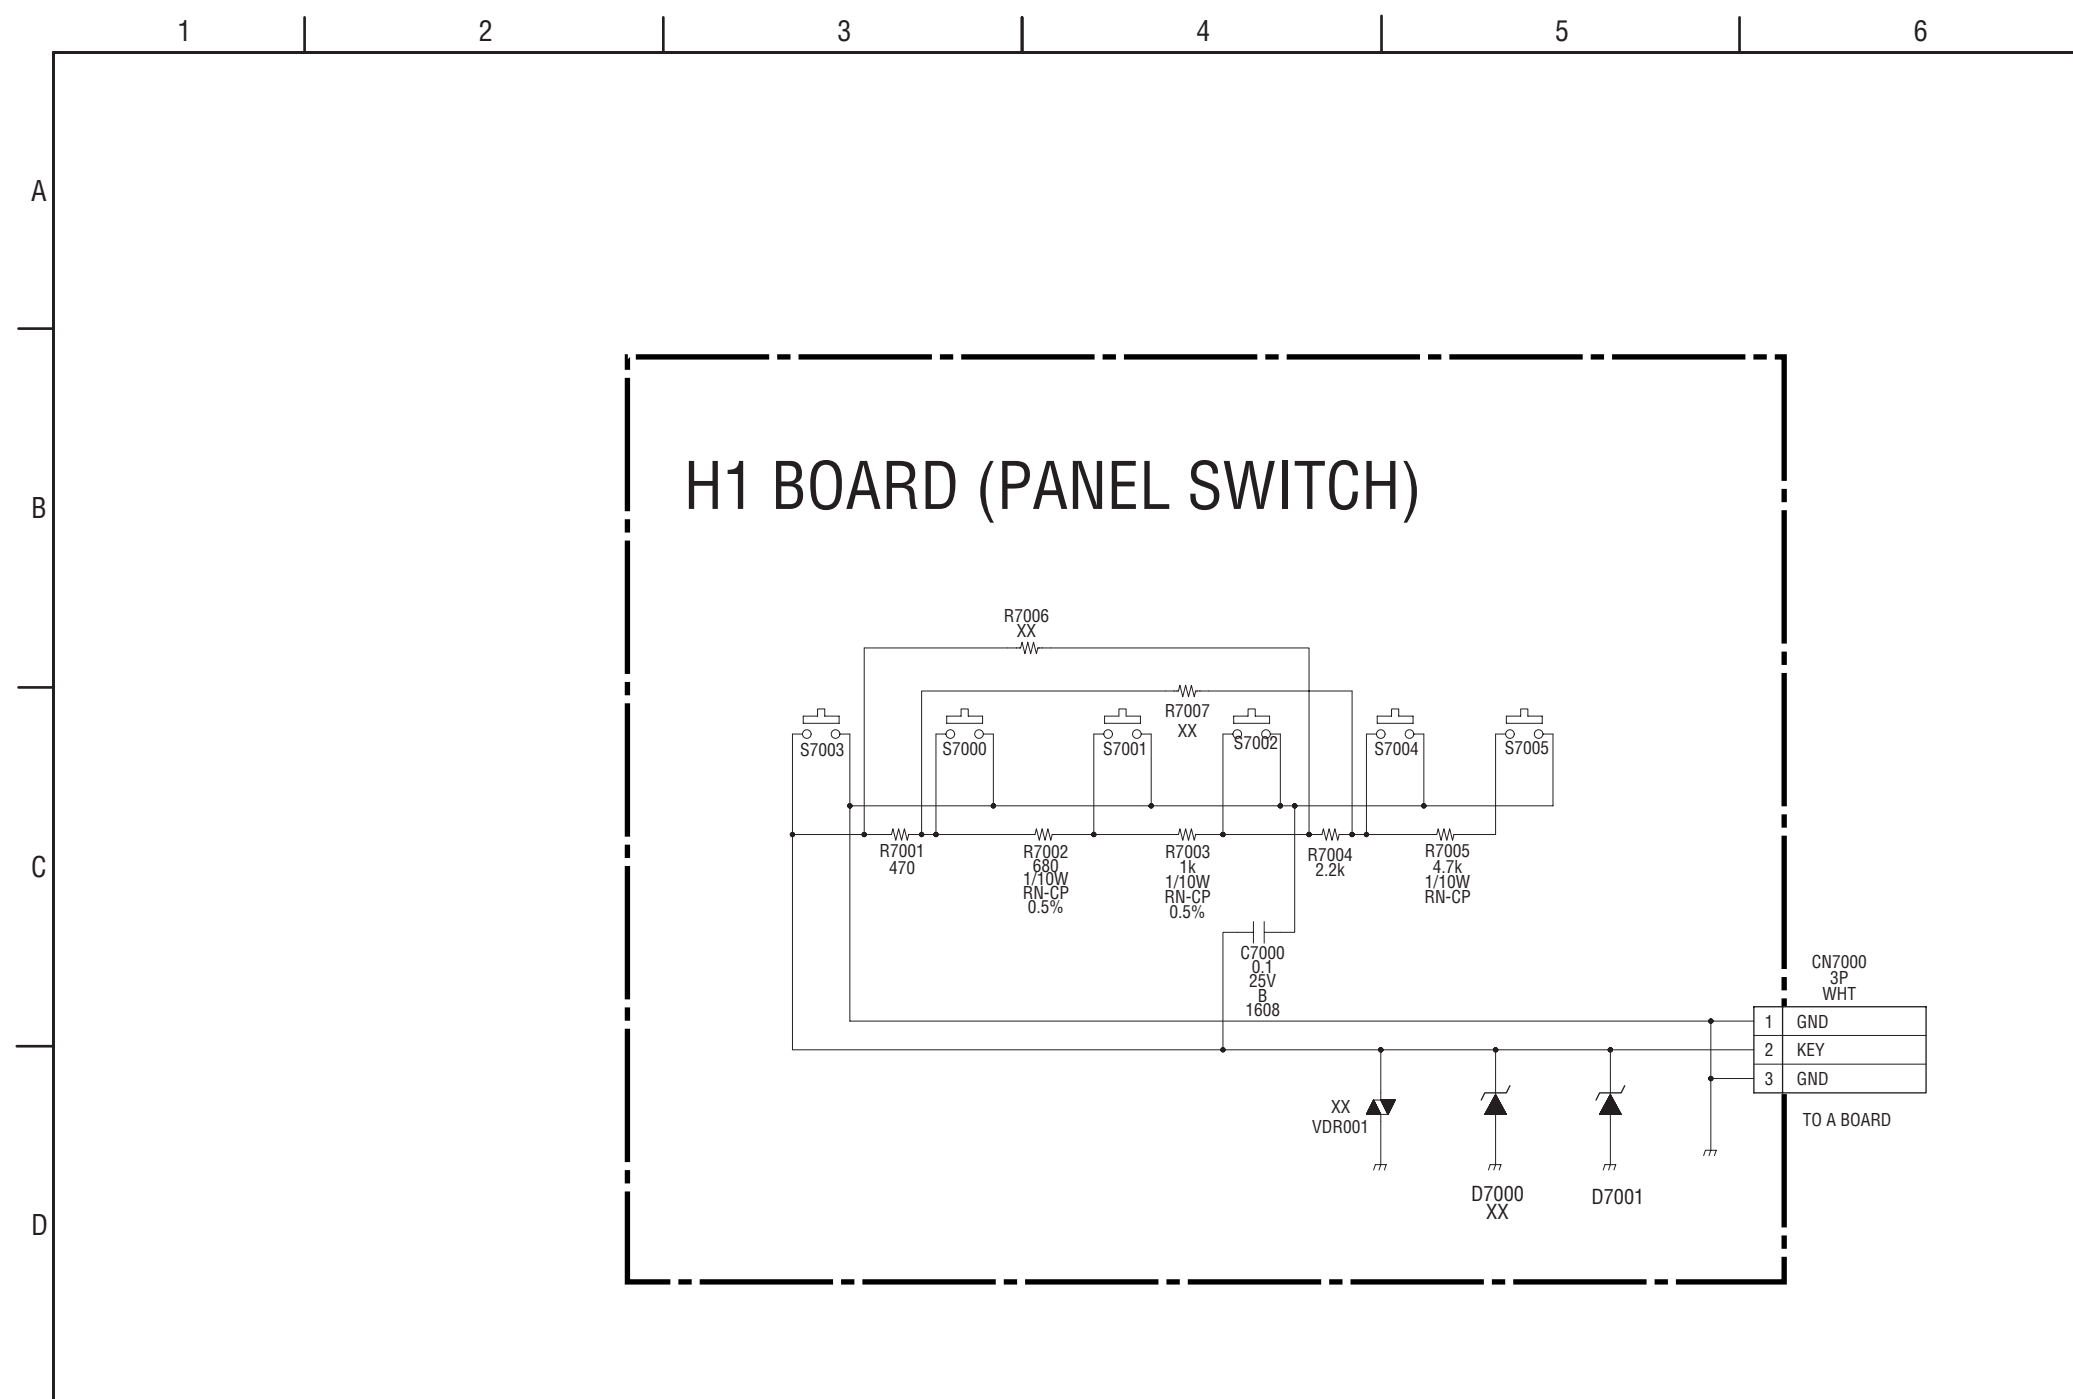 1 2 3 4 5 6
A
B
C
D
H1 BOARD (PANEL SWITCH)
R7006
XX
R7007
XX
S7003
S7000
S7001
S7002
S7004
S7005
R7001
470
R7002
680
1/10W
RN-CP
0.5%
R7003
1k
1/10W
RN-CP
0.5%
R7004
2.2k
R7005
4.7k
1/10W
RN-CP
C7000
0.1
25V
B
1608
CN7000
3P
WHT
1 GND
2 KEY
3 GND
TO A BOARD
XX
VDR001
D7000
XX
D7001